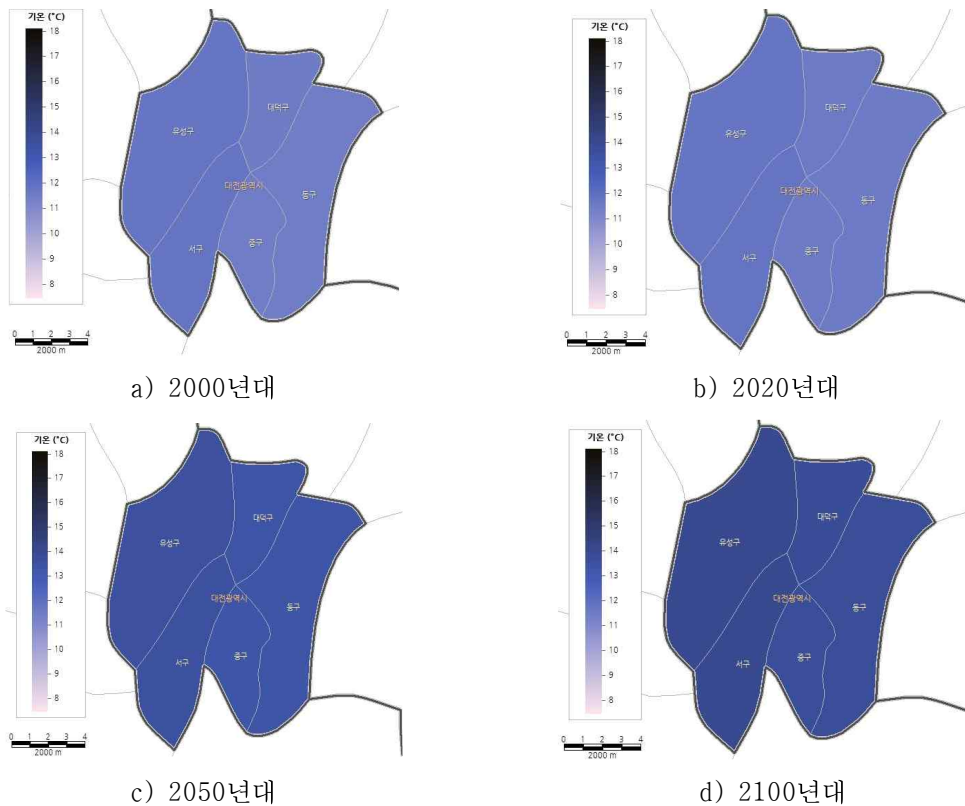 기온 (°C)
18
17
16
15
14
13
12
11
10
9
8
유성구
대덕구
대전광역시
동구
서구
중구
0 1 2 3 4
2000 m
a) 2000년대
기온 (°C)
18
17
16
15
14
13
12
11
10
9
8
유성구
대덕구
대전광역시
동구
서구
중구
0 1 2 3 4
2000 m
b) 2020년대
기온 (°C)
18
17
16
15
14
13
12
11
10
9
8
유성구
대덕구
대전광역시
동구
서구
중구
0 1 2 3 4
2000 m
c) 2050년대
기온 (°C)
18
17
16
15
14
13
12
11
10
9
8
유성구
대덕구
대전광역시
동구
서구
중구
0 1 2 3 4
2000 m
d) 2100년대